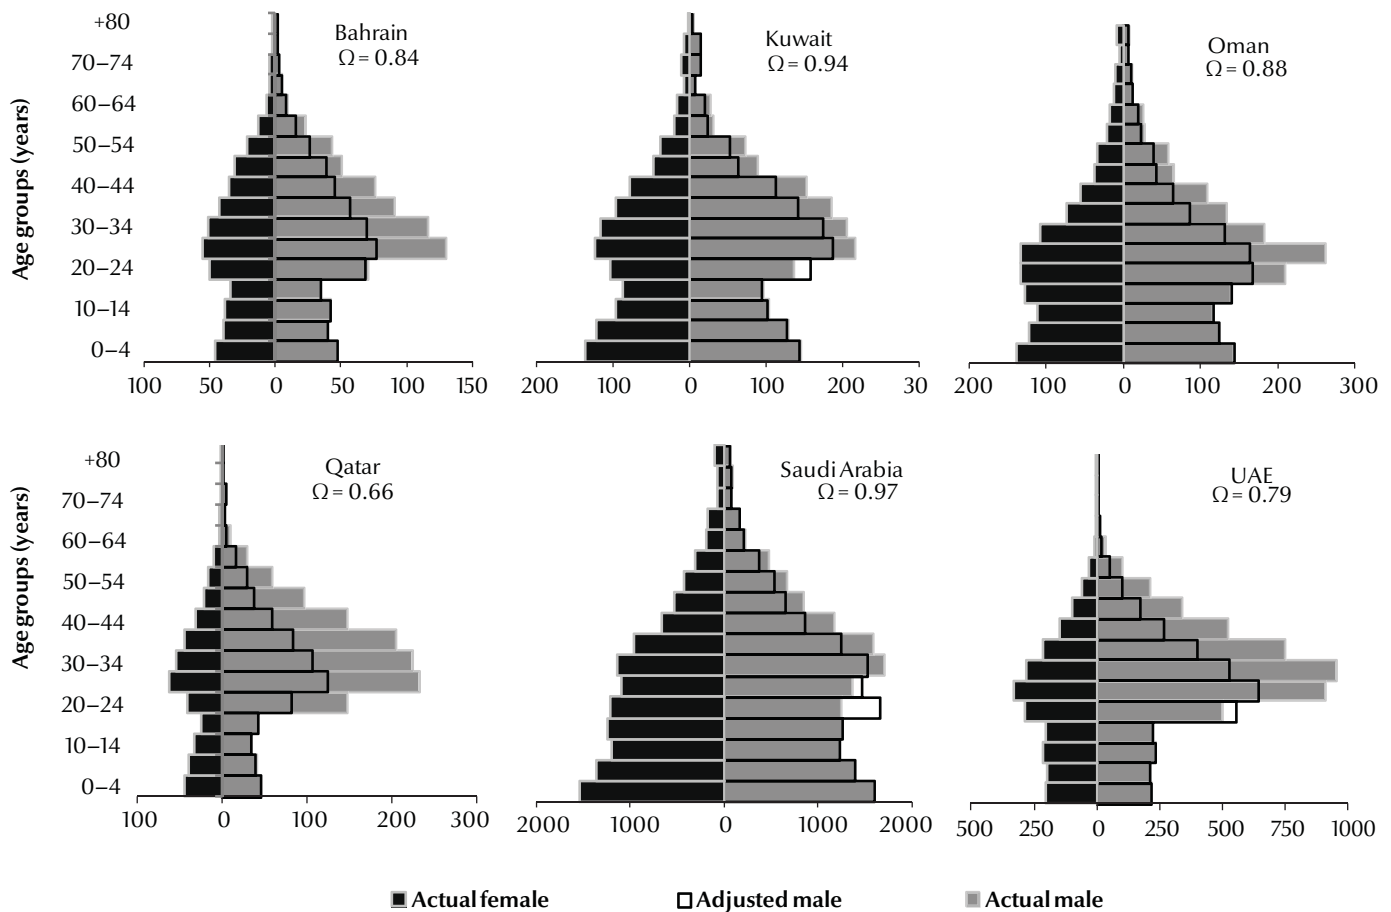 Age groups (years)
+80
70–74
60–64
50–54
40–44
30–34
20–24
10–14
0–4
Bahrain
Ω = 0.84
100 50 0 50 100 150
Kuwait
Ω = 0.94
200 100 0 100 200 30
Oman
Ω = 0.88
200 100 0 100 200 300
Age groups (years)
+80
70–74
60–64
50–54
40–44
30–34
20–24
10–14
0–4
Qatar
Ω = 0.66
100 0 100 200 300
Saudi Arabia
Ω = 0.97
2000 1000 0 1000 2000
UAE
Ω = 0.79
500 250 0 250 500 750 1000
Actual female Adjusted male Actual male